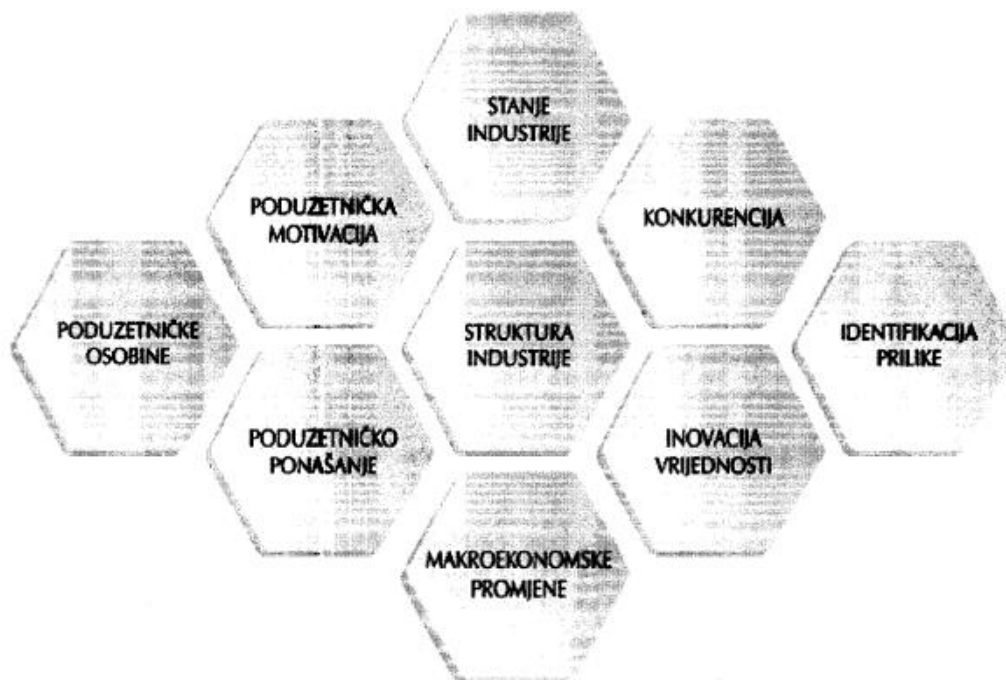 STANJE
INDUSTRIJE
PODUZETNIČKA
MOTIVACIJA
KONKURENCIJA
PODUZETNIČKE
OSOBINE
STRUKTURA
INDUSTRIJE
IDENTIFIKACIJA
PRILIKE
PODUZETNIČKO
PONAŠANJE
INOVACIJA
VRIJEDNOSTI
MAKROEKONOMSKE
PROMJENE